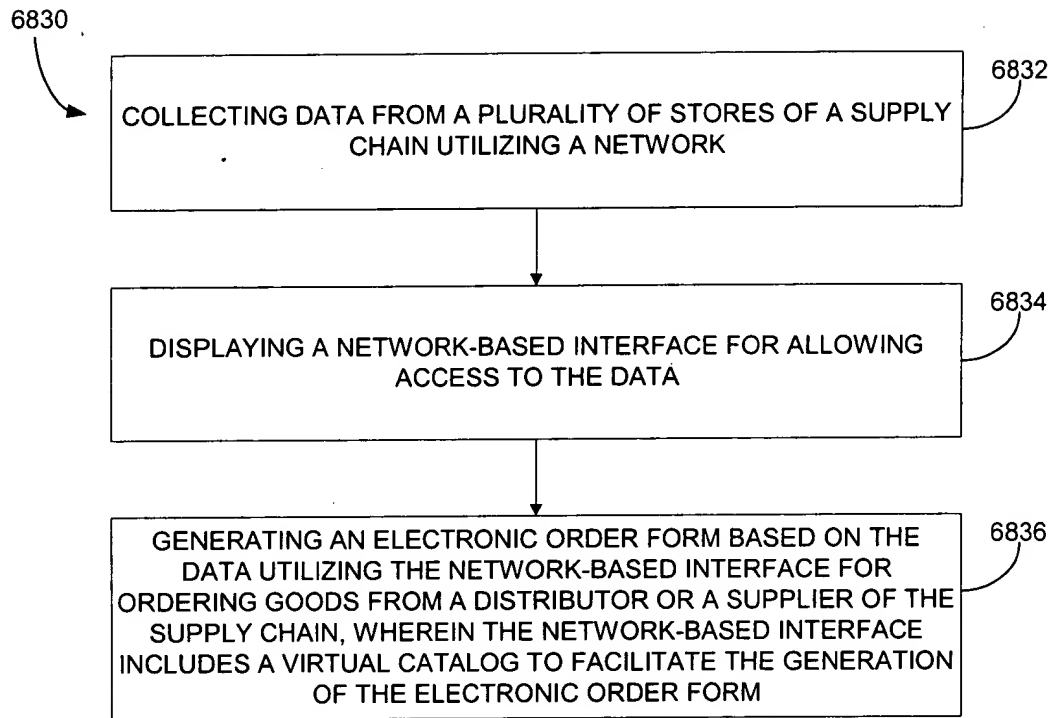 6830
6832
COLLECTING DATA FROM A PLURALITY OF STORES OF A SUPPLY
CHAIN UTILIZING A NETWORK
6834
DISPLAYING A NETWORK-BASED INTERFACE FOR ALLOWING
ACCESS TO THE DATA
6836
GENERATING AN ELECTRONIC ORDER FORM BASED ON THE
DATA UTILIZING THE NETWORK-BASED INTERFACE FOR
ORDERING GOODS FROM A DISTRIBUTOR OR A SUPPLIER OF THE
SUPPLY CHAIN, WHEREIN THE NETWORK-BASED INTERFACE
INCLUDES A VIRTUAL CATALOG TO FACILITATE THE GENERATION
OF THE ELECTRONIC ORDER FORM